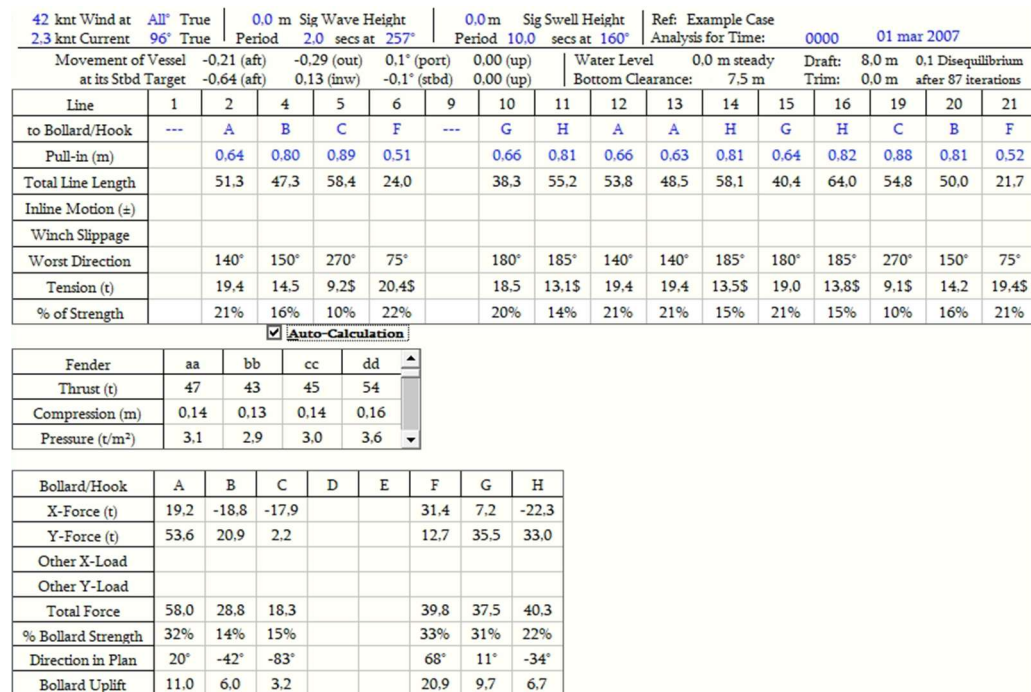 42 knt Wind at All° True 0,0 m Sig Wave Height 0,0 m Sig Swell Height Ref: Example Case
2,3 knt Current 96° True Period 2,0 secs at 257° Period 10,0 secs at 160° Analysis for Time: 0000 01 mar 2007
Movement of Vessel -0,21 (aft) -0,29 (out) 0,1° (port) 0,00 (up) Water Level 0,0 m steady Draft: 8,0 m 0,1 Disequilibrium
at its Stbd Target -0,64 (aft) 0,13 (inw) -0,1° (stbd) 0,00 (up) Bottom Clearance: 7,5 m Trim: 0,0 m after 87 iterations
Line 1 2 4 5 6 9 10 11 12 13 14 15 16 19 20 21
to Bollard/Hook --- A B C F --- G H A A H G H C B F
Pull-in (m) 0,64 0,80 0,89 0,51 0,66 0,81 0,66 0,63 0,81 0,64 0,82 0,88 0,81 0,52
Total Line Length 51,3 47,3 58,4 24,0 38,3 55,2 53,8 48,5 58,1 40,4 64,0 54,8 50,0 21,7
Inline Motion (±)
Winch Slippage
Worst Direction 140° 150° 270° 75° 180° 185° 140° 140° 185° 180° 185° 270° 150° 75°
Tension (t) 19,4 14,5 9,2$ 20,4$ 18,5 13,1$ 19,4 19,4 13,5$ 19,0 13,8$ 9,1$ 14,2 19,4$
% of Strength 21% 16% 10% 22% 20% 14% 21% 21% 15% 21% 15% 10% 16% 21%
Auto-Calculation
Fender aa bb cc dd
Thrust (t) 47 43 45 54
Compression (m) 0,14 0,13 0,14 0,16
Pressure (t/m²) 3,1 2,9 3,0 3,6
Bollard/Hook A B C D E F G H
X-Force (t) 19,2 -18,8 -17,9 31,4 7,2 -22,3
Y-Force (t) 53,6 20,9 2,2 12,7 35,5 33,0
Other X-Load
Other Y-Load
Total Force 58,0 28,8 18,3 39,8 37,5 40,3
% Bollard Strength 32% 14% 15% 33% 31% 22%
Direction in Plan 20° -42° -83° 68° 11° -34°
Bollard Uplift 11,0 6,0 3,2 20,9 9,7 6,7